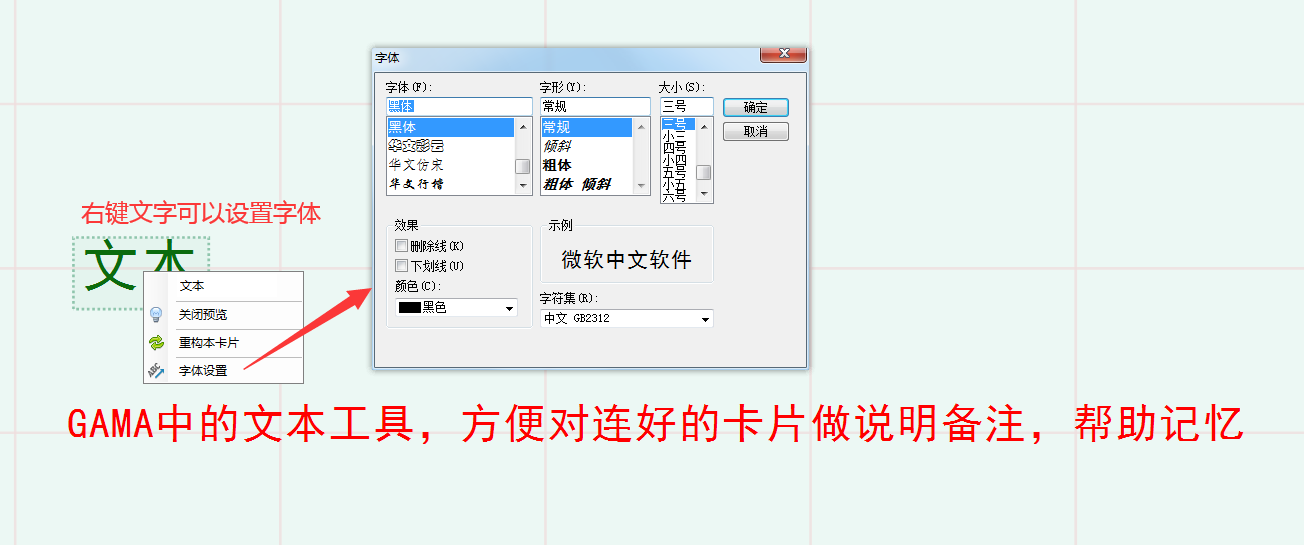 字体
字体(F):
黑体
黑体
华文彩云
华文仿宋
华文行楷
字形(Y):
常规
常规
倾斜
粗体
粗体 倾斜
大小(S):
三号
三号
小三
四号
小四
五号
小五
六号
确定
取消
效果
删除线(K)
下划线(U)
颜色(C):
黑色
示例
微软中文软件
字符集(R):
中文 GB2312
右键文字可以设置字体
文本
文本
关闭预览
重构本卡片
字体设置
GAMA中的文本工具，方便对连好的卡片做说明备注，帮助记忆